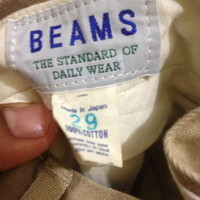 BEAMS
THE STANDARD OF
DAILY WEAR
Made in Japan
29
100% COTTON